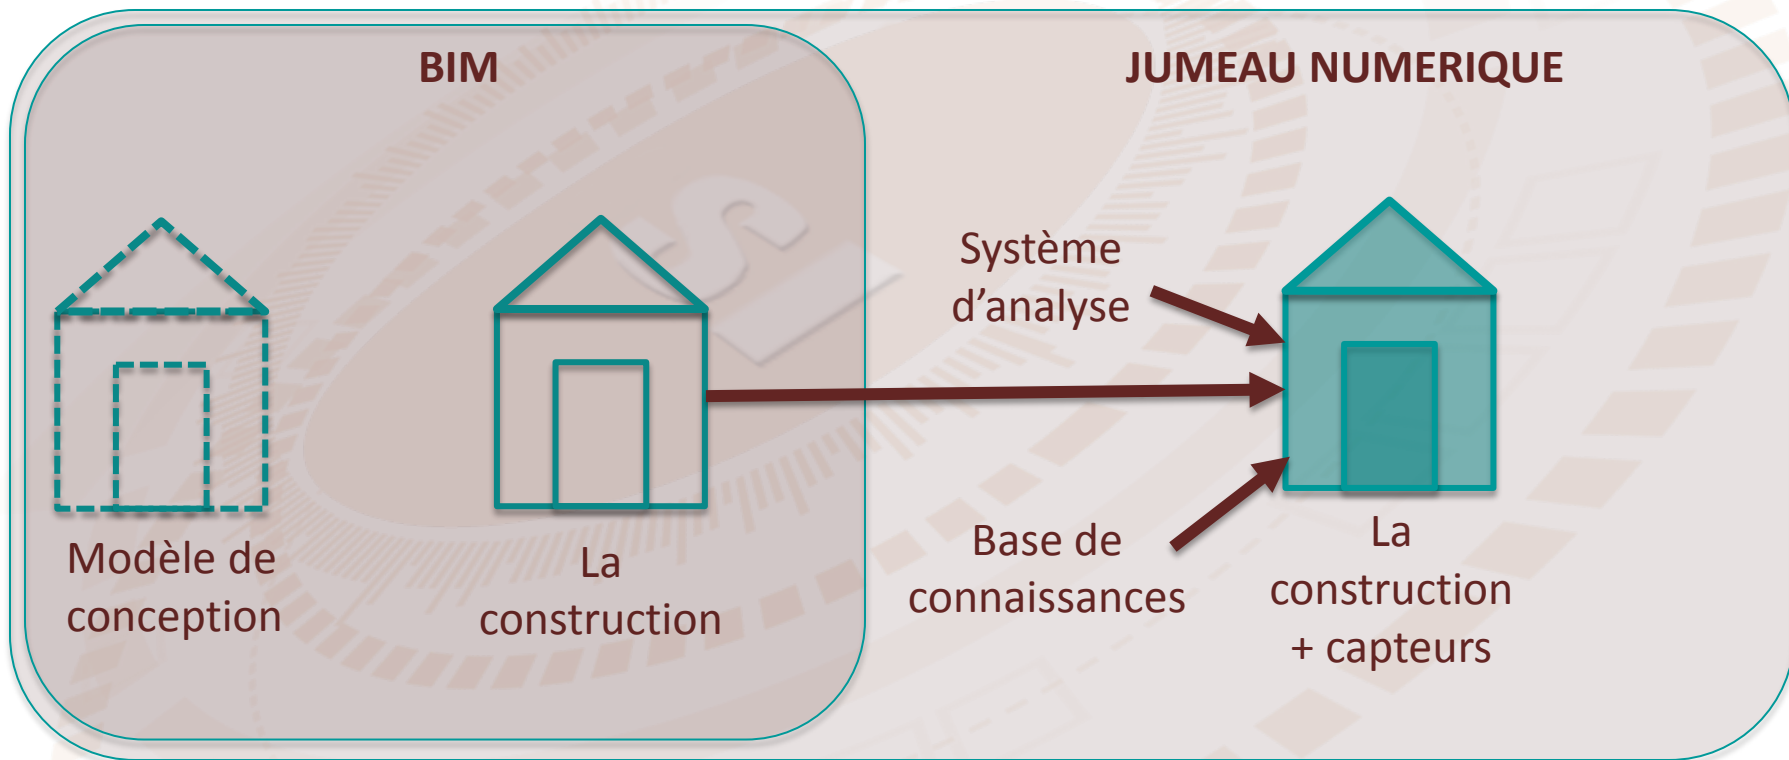 BIM
JUMEAU NUMERIQUE
Modèle de
conception
La
construction
Système
d’analyse
Base de
connaissances
La
construction
+ capteurs